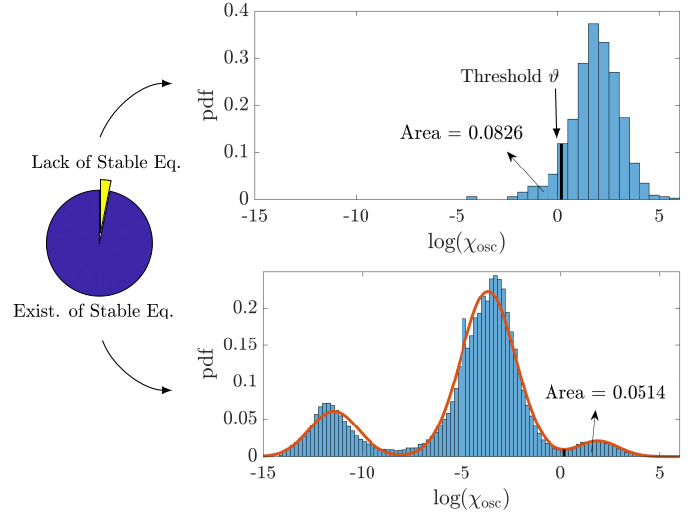 0.4
0.3
0.2
0.1
0
pdf
Threshold ϑ
Area = 0.0826
-15
-10
-5
0
5
log(χosc)
Lack of Stable Eq.
Exist. of Stable Eq.
0.2
0.15
0.1
0.05
0
pdf
Area = 0.0514
-15
-10
-5
0
5
log(χosc)